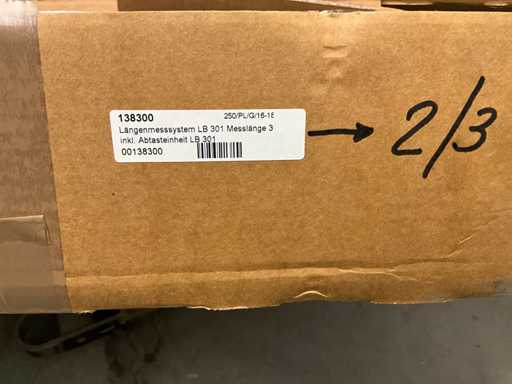 138300 250/PL/G/16-18
Längenmesssystem LB 301 Messlänge 3
inkl. Abtasteinheit LB 301
00138300
→ 2/3